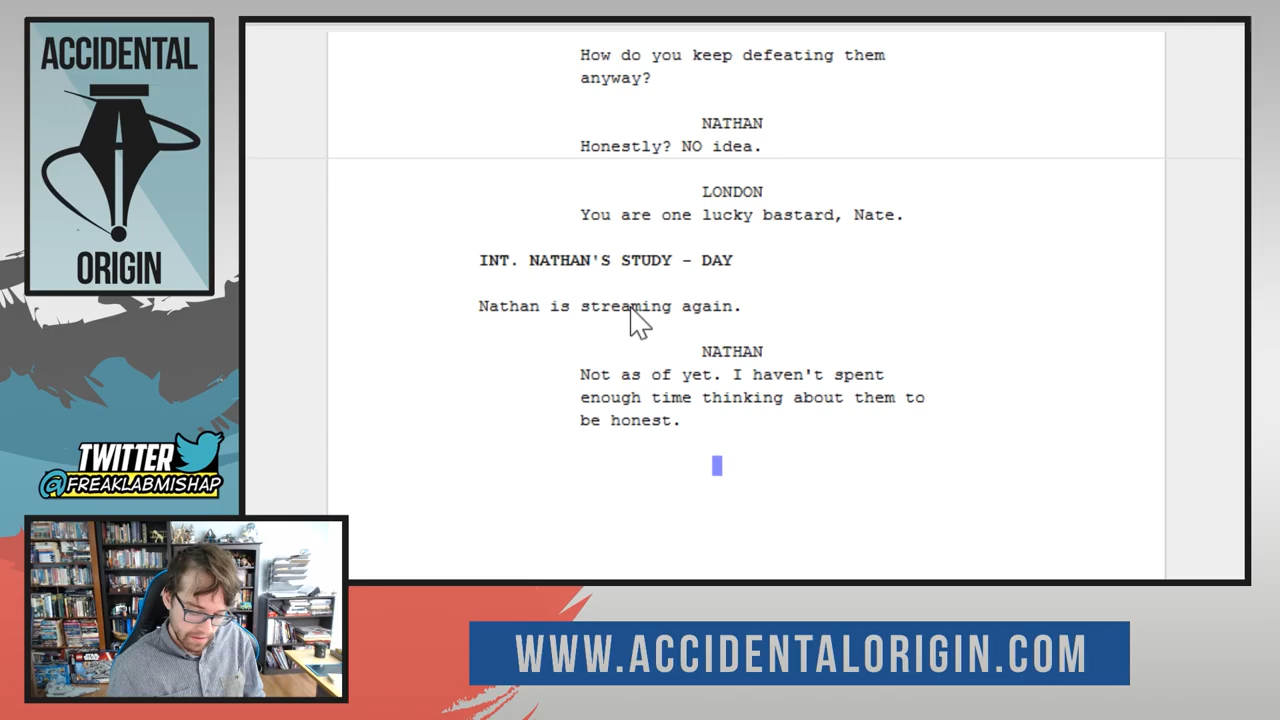 ACCIDENTAL
ORIGIN
How do you keep defeating them
anyway?
NATHAN
Honestly? NO idea.
LONDON
You are one lucky bastard, Nate.
INT. NATHAN'S STUDY - DAY
Nathan is streaming again.
NATHAN
Not as of yet. I haven't spent
enough time thinking about them to
be honest.
TWITTER
@FREAKLABMISHAP
WWW.ACCIDENTALORIGIN.COM